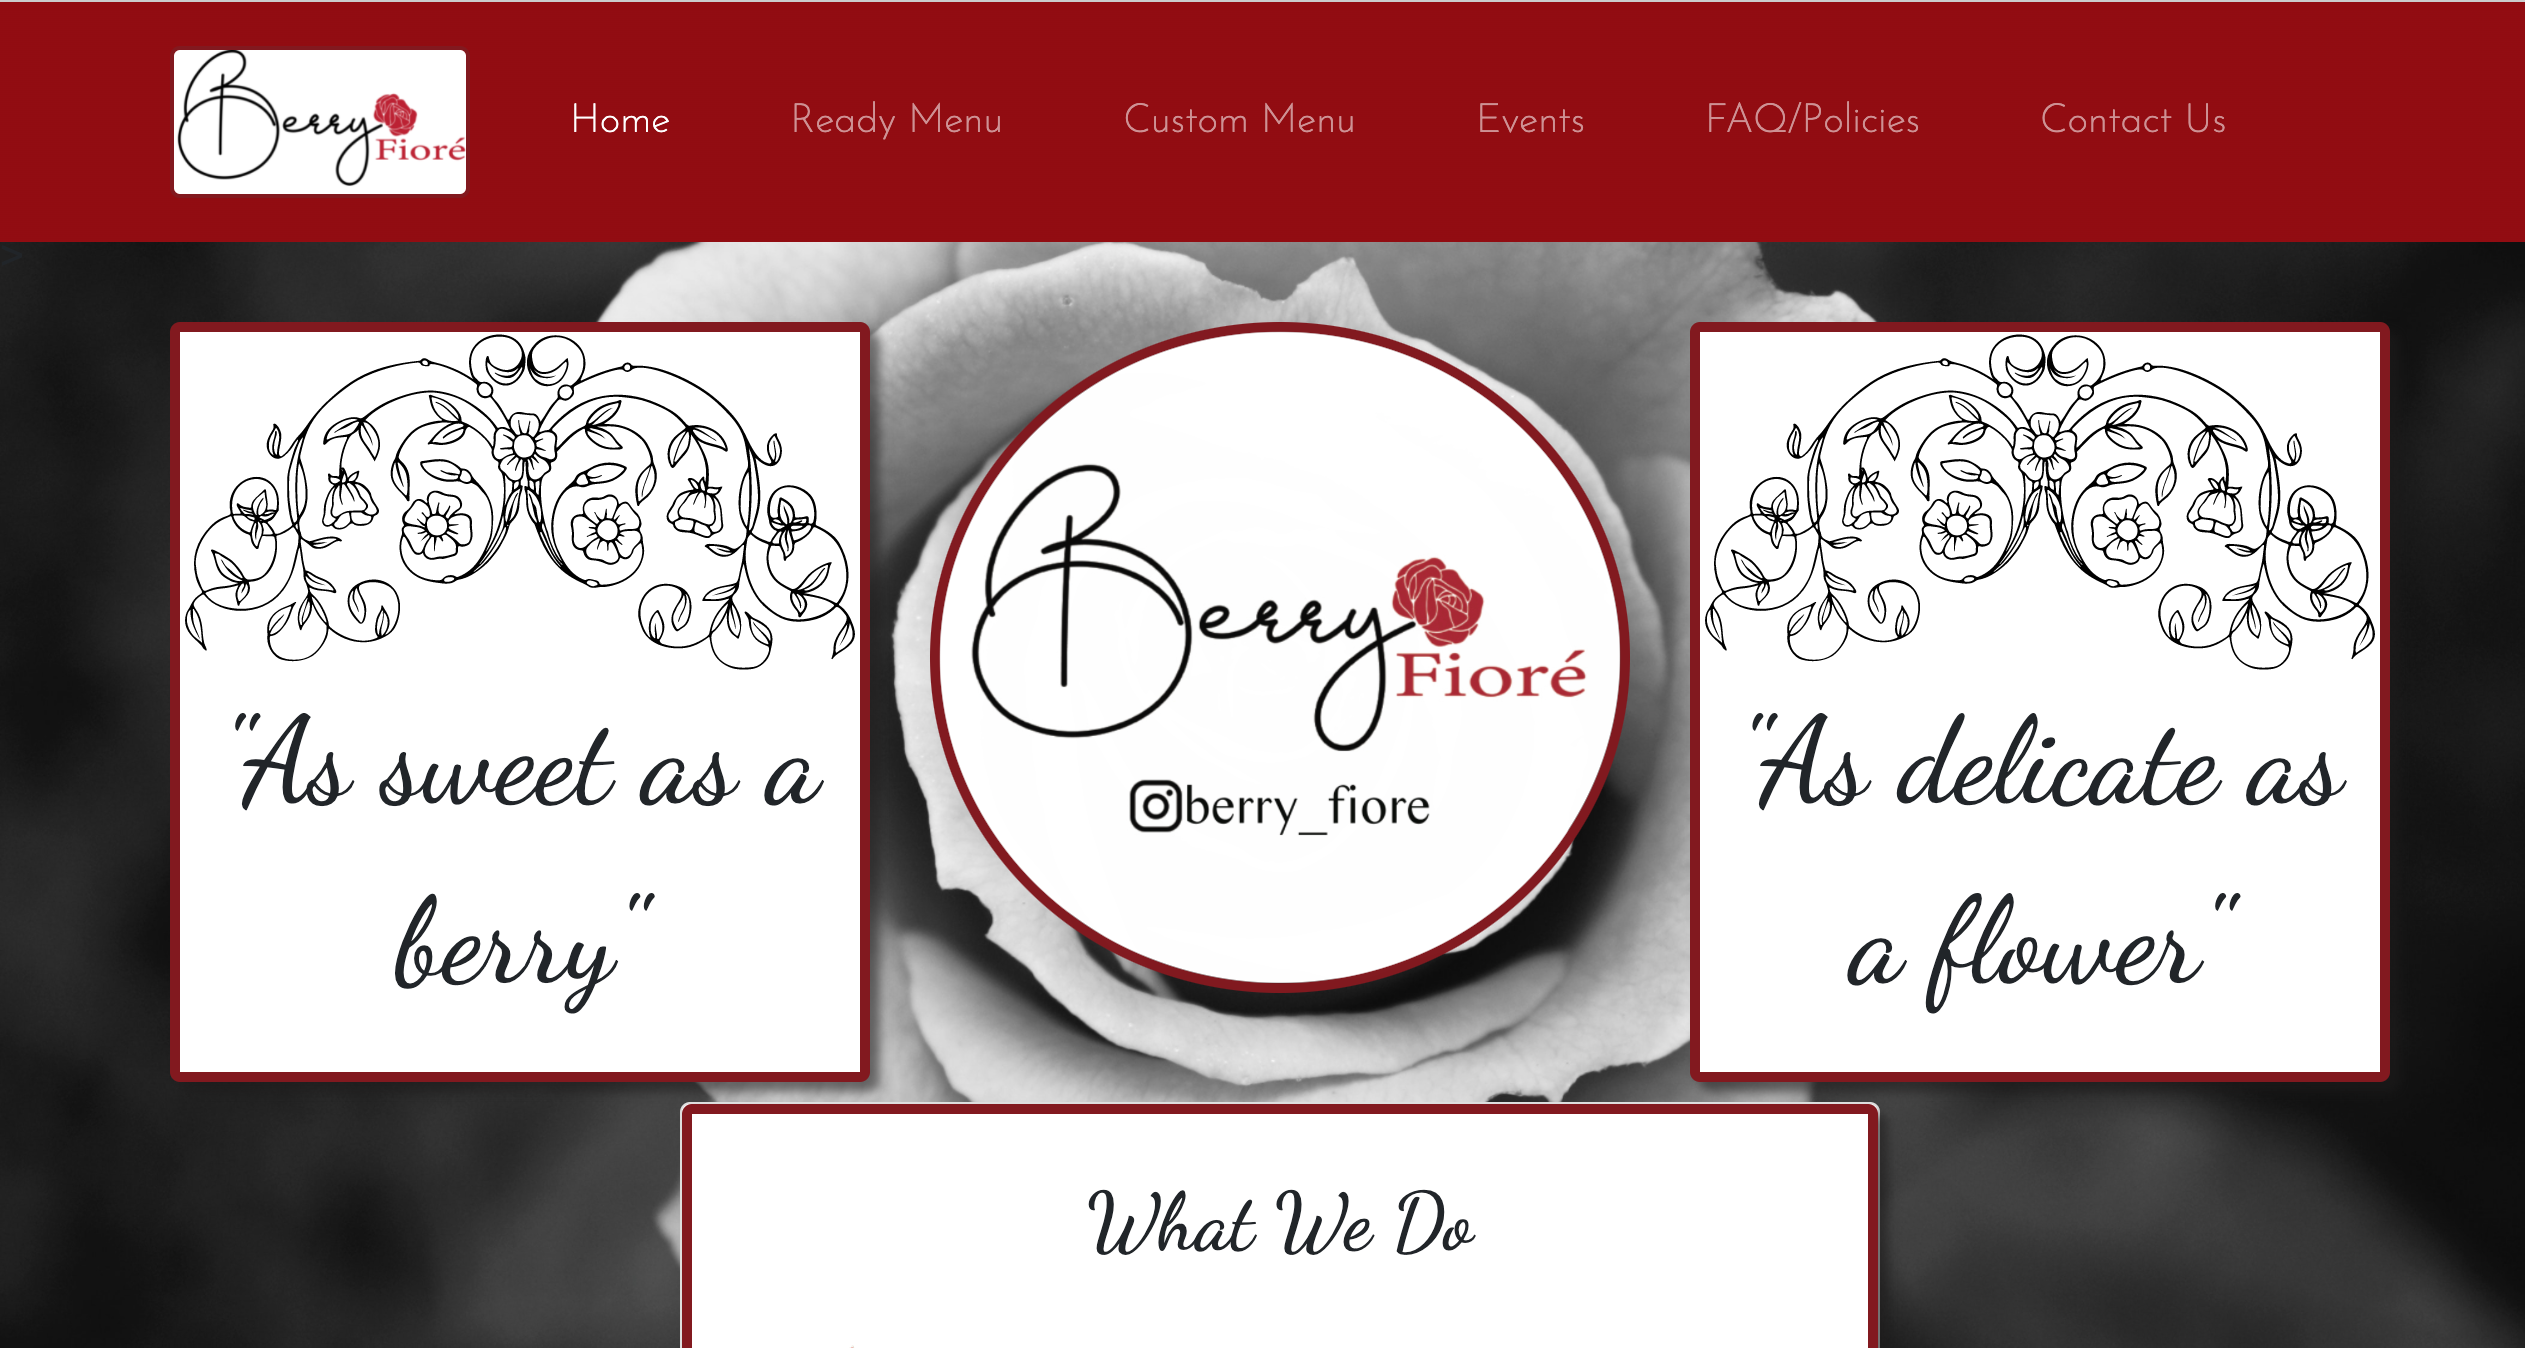 Berry
Fioré
Home
Ready Menu
Custom Menu
Events
FAQ/Policies
Contact Us
"As sweet as a
berry"
Berry
Fioré
berry_fiore
"As delicate as
a flower"
What We Do